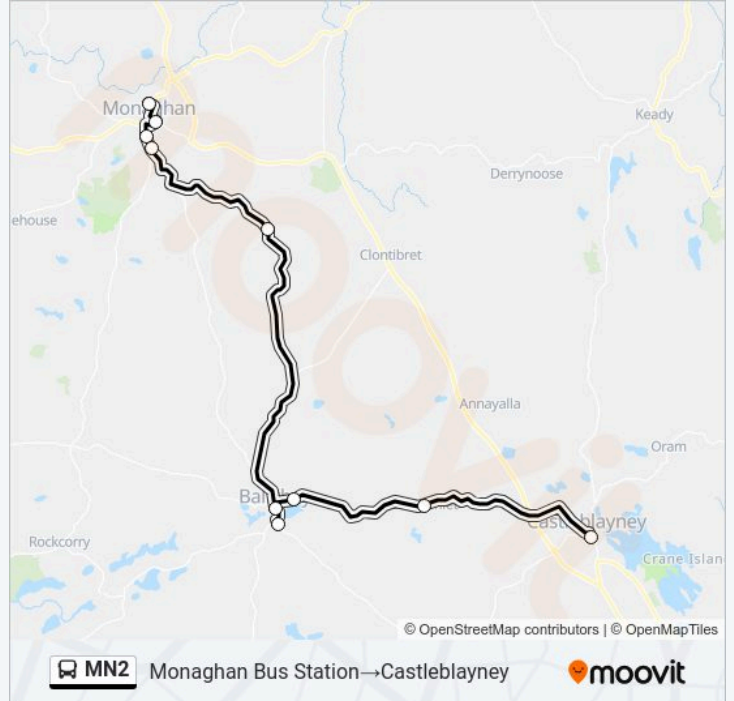 Monaghan
Keady
Derrynoose
ehouse
Clontibret
Annayalla
Oram
Castleblayney
Rockcorry
Crane Islan
© OpenStreetMap contributors | © OpenMapTiles
MN2 Monaghan Bus Station→Castleblayney
moovit